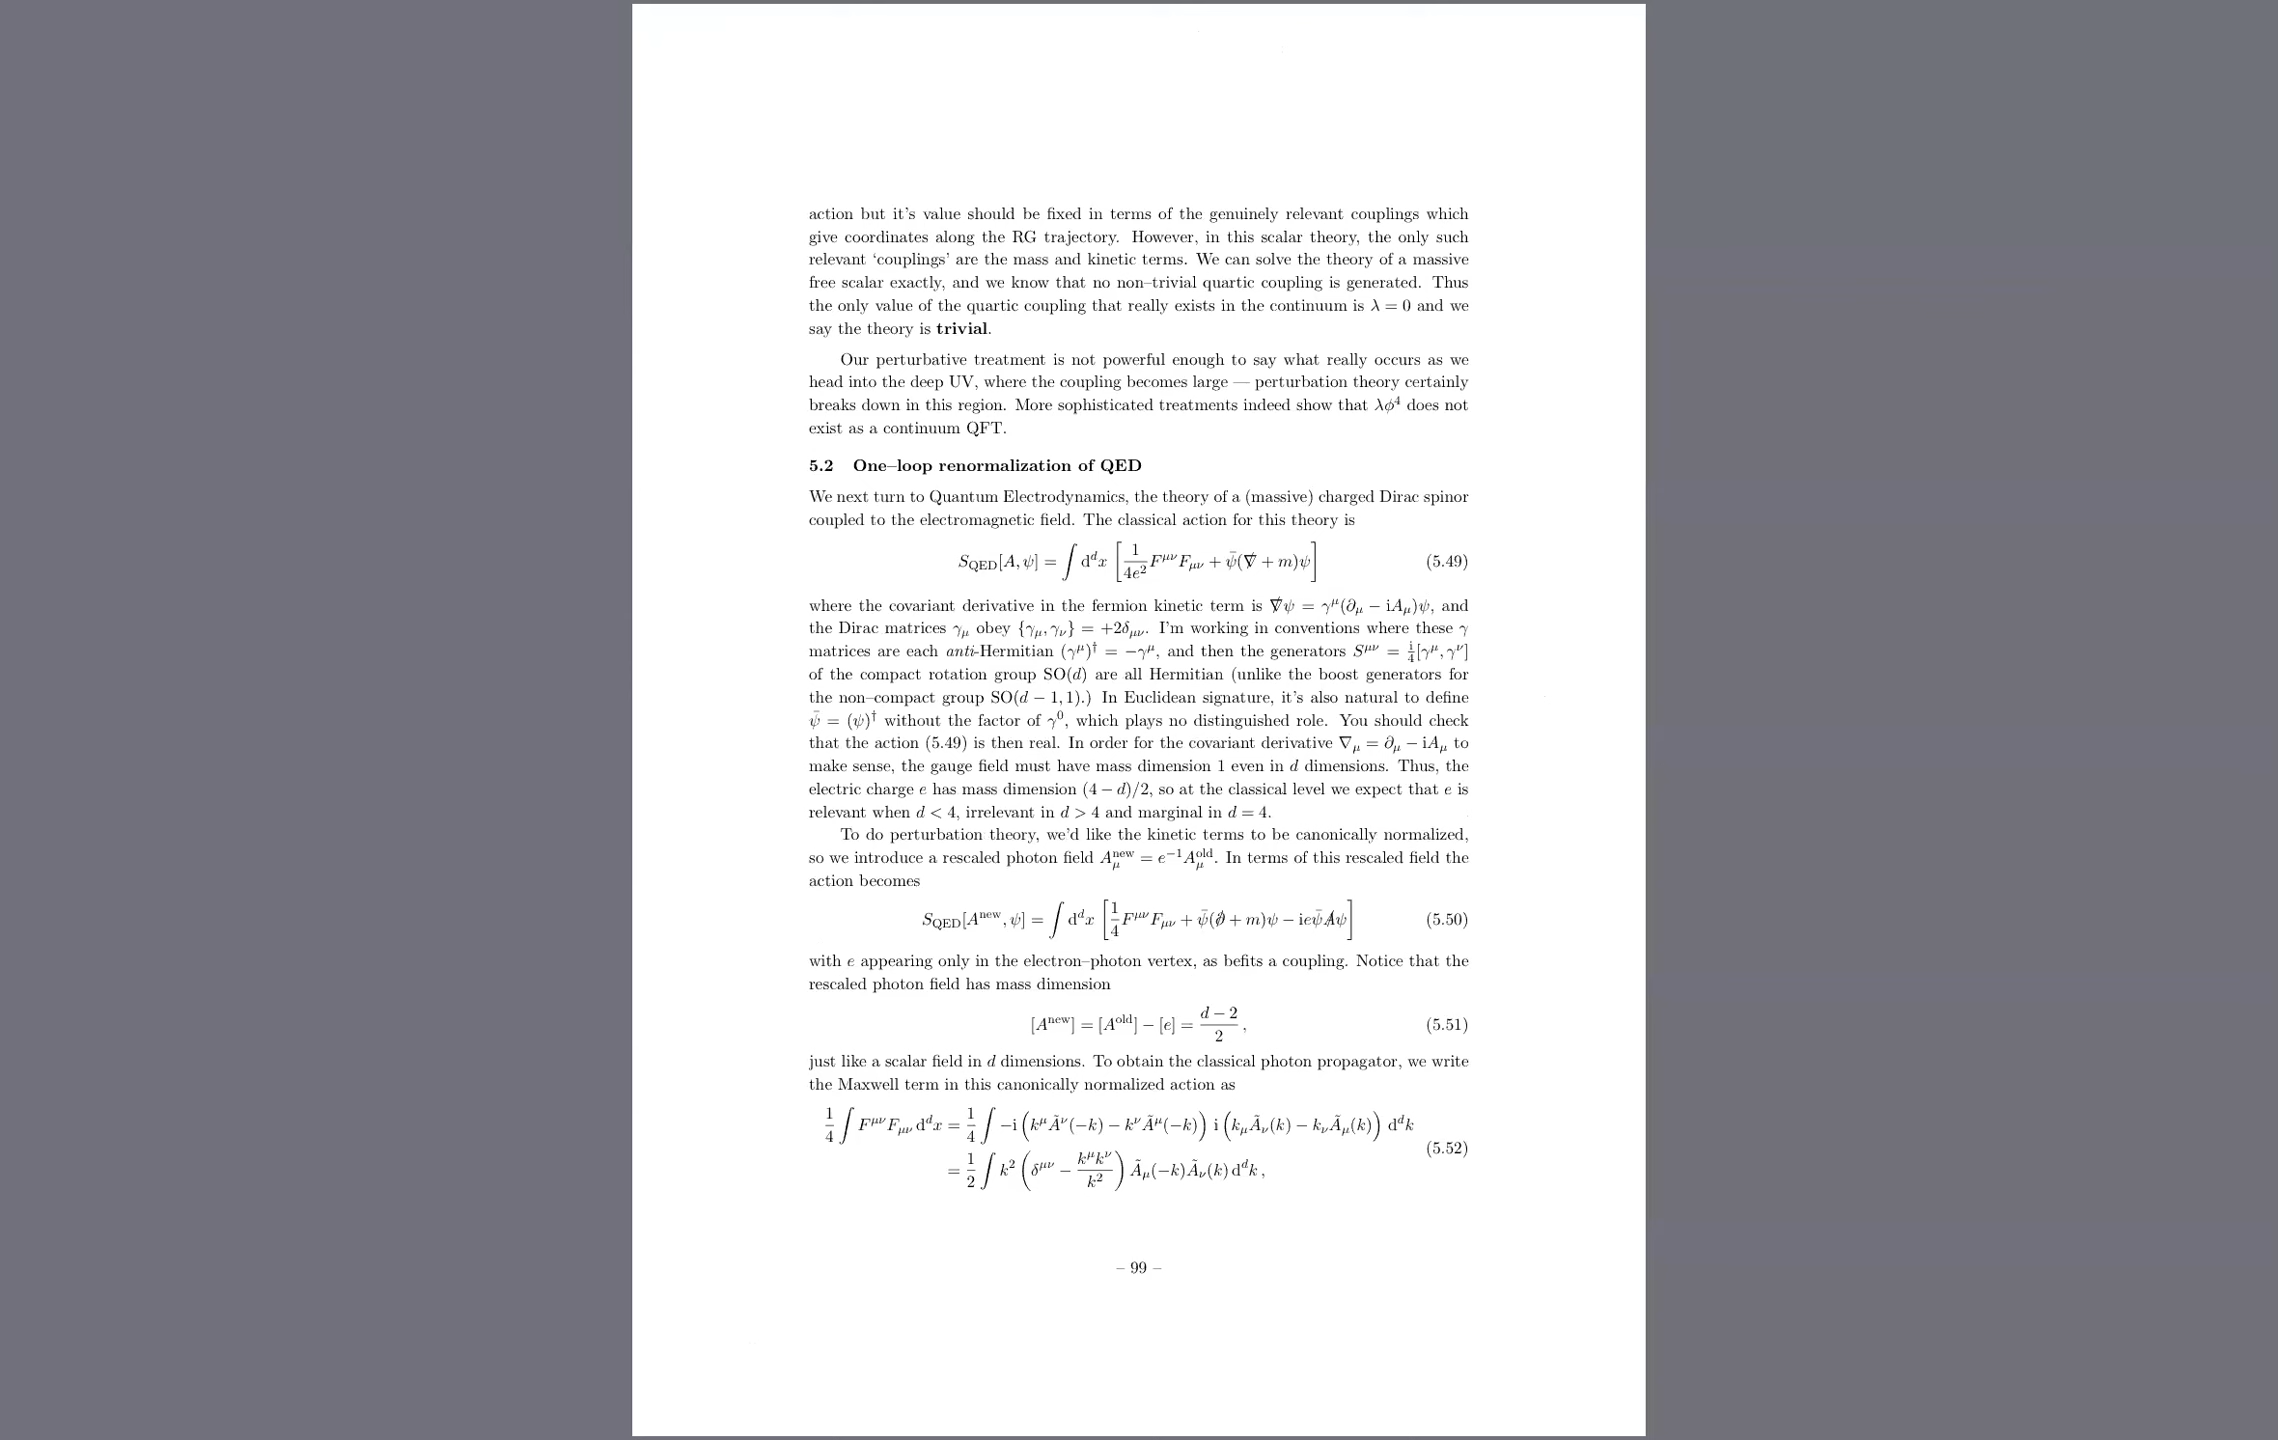 action but it's value should be fixed in terms of the genuinely relevant couplings which
give coordinates along the RG trajectory. However, in this scalar theory, the only such
relevant ‘couplings’ are the mass and kinetic terms. We can solve the theory of a massive
free scalar exactly, and we know that no non–trivial quartic coupling is generated. Thus
the only value of the quartic coupling that really exists in the continuum is λ = 0 and we
say the theory is trivial.
Our perturbative treatment is not powerful enough to say what really occurs as we
head into the deep UV, where the coupling becomes large — perturbation theory certainly
breaks down in this region. More sophisticated treatments indeed show that λϕ⁴ does not
exist as a continuum QFT.
5.2 One–loop renormalization of QED
We next turn to Quantum Electrodynamics, the theory of a (massive) charged Dirac spinor
coupled to the electromagnetic field. The classical action for this theory is
S_QED[A, ψ] = ∫ d^d x [ 1/(4e²) F^{μν} F_{μν} + ψ̄(∇̸ + m)ψ ] (5.49)
where the covariant derivative in the fermion kinetic term is ∇̸ψ = γ^μ(∂_μ − iA_μ)ψ, and
the Dirac matrices γ_μ obey {γ_μ, γ_ν} = +2δ_{μν}. I'm working in conventions where these γ
matrices are each anti-Hermitian (γ^μ)† = −γ^μ, and then the generators S^{μν} = i/4[γ^μ, γ^ν]
of the compact rotation group SO(d) are all Hermitian (unlike the boost generators for
the non–compact group SO(d − 1, 1).) In Euclidean signature, it's also natural to define
ψ̄ = (ψ)† without the factor of γ⁰, which plays no distinguished role. You should check
that the action (5.49) is then real. In order for the covariant derivative ∇_μ = ∂_μ − iA_μ to
make sense, the gauge field must have mass dimension 1 even in d dimensions. Thus, the
electric charge e has mass dimension (4 − d)/2, so at the classical level we expect that e is
relevant when d < 4, irrelevant in d > 4 and marginal in d = 4.
To do perturbation theory, we'd like the kinetic terms to be canonically normalized,
so we introduce a rescaled photon field A_μ^new = e^{−1}A_μ^old. In terms of this rescaled field the
action becomes
S_QED[A^new, ψ] = ∫ d^d x [ 1/4 F^{μν} F_{μν} + ψ̄(∂̸ + m)ψ − ieψ̄A̸ψ ] (5.50)
with e appearing only in the electron–photon vertex, as befits a coupling. Notice that the
rescaled photon field has mass dimension
[A^new] = [A^old] − [e] = (d − 2)/2 , (5.51)
just like a scalar field in d dimensions. To obtain the classical photon propagator, we write
the Maxwell term in this canonically normalized action as
1/4 ∫ F^{μν} F_{μν} d^d x = 1/4 ∫ −i (k^μ Ã^ν(−k) − k^ν Ã^μ(−k)) i (k_μ Ã_ν(k) − k_ν Ã_μ(k)) d^d k
= 1/2 ∫ k² (δ^{μν} − k^μ k^ν/k²) Ã_μ(−k)Ã_ν(k) d^d k , (5.52)
– 99 –